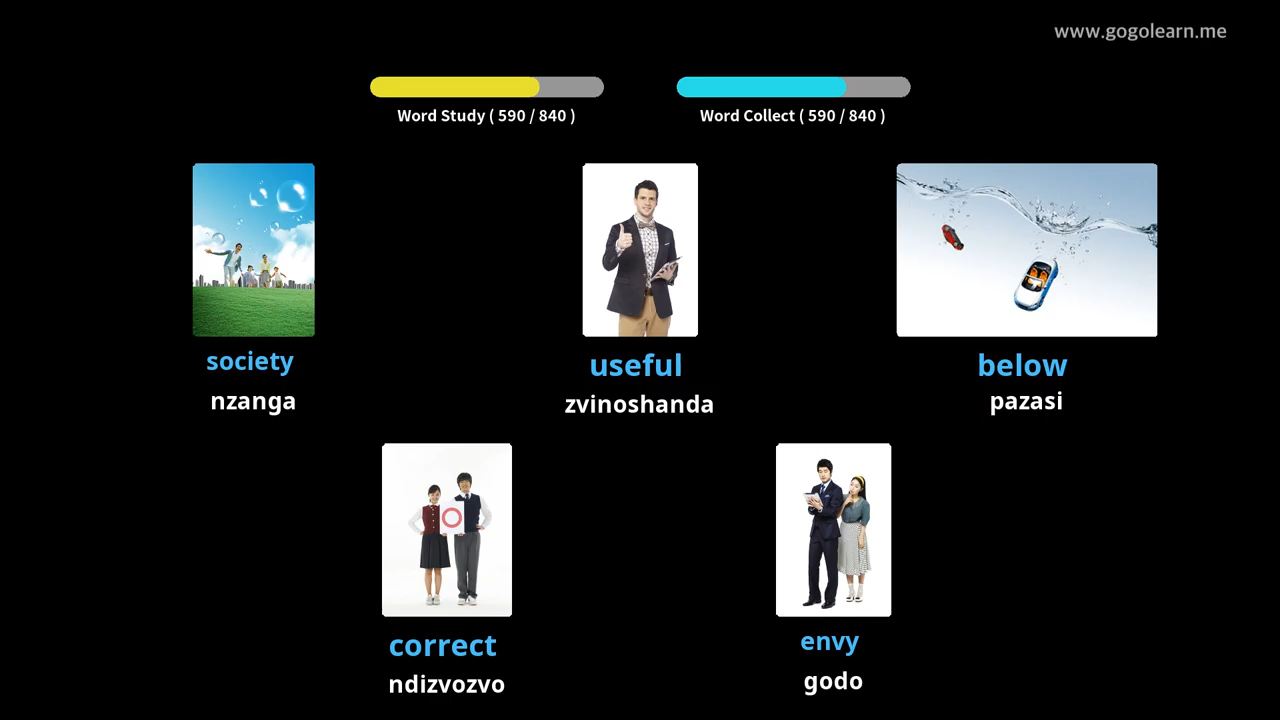 www.gogolearn.me
Word Study ( 590 / 840 )
Word Collect ( 590 / 840 )
society
nzanga
useful
zvinoshanda
below
pazasi
correct
ndizvozvo
envy
godo